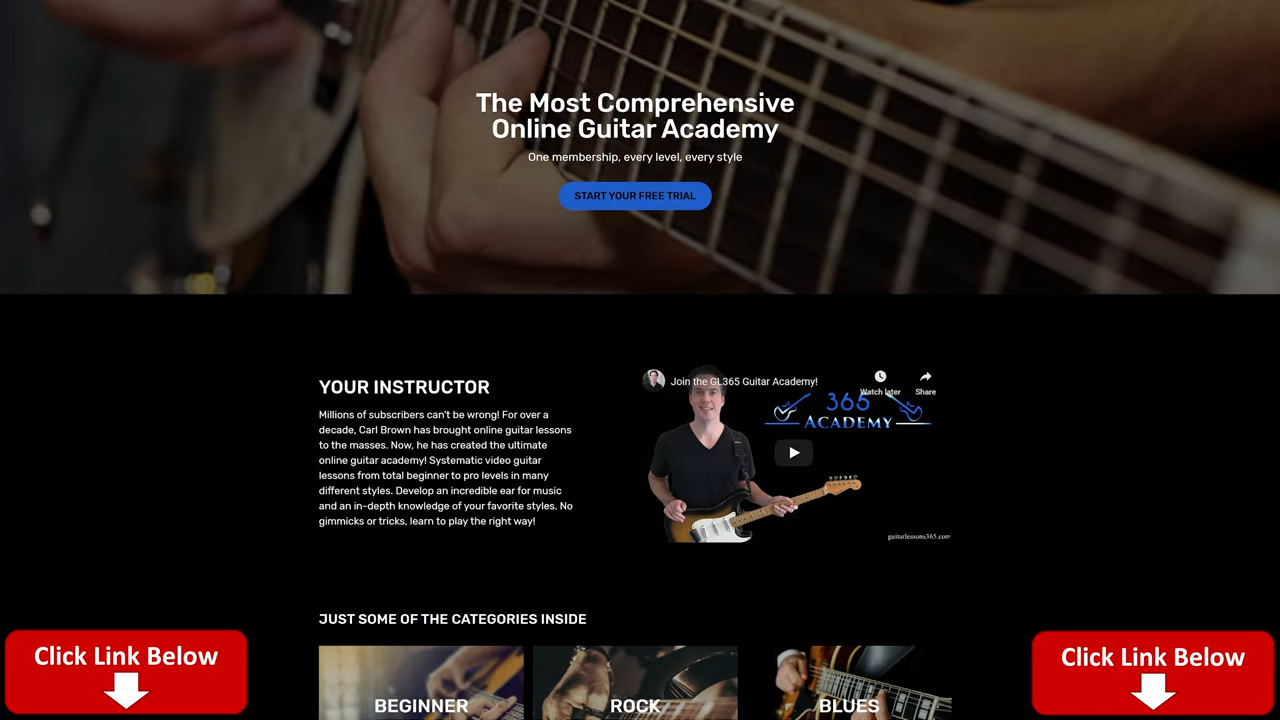 The Most Comprehensive
Online Guitar Academy
One membership, every level, every style
START YOUR FREE TRIAL
YOUR INSTRUCTOR
Millions of subscribers can't be wrong! For over a
decade, Carl Brown has brought online guitar lessons
to the masses. Now, he has created the ultimate
online guitar academy! Systematic video guitar
lessons from total beginner to pro levels in many
different styles. Develop an incredible ear for music
and an in-depth knowledge of your favorite styles. No
gimmicks or tricks, learn to play the right way!
Join the GL365 Guitar Academy!
Watch later
Share
365
ACADEMY
guitarlessons365.com
JUST SOME OF THE CATEGORIES INSIDE
BEGINNER
ROCK
BLUES
Click Link Below
Click Link Below